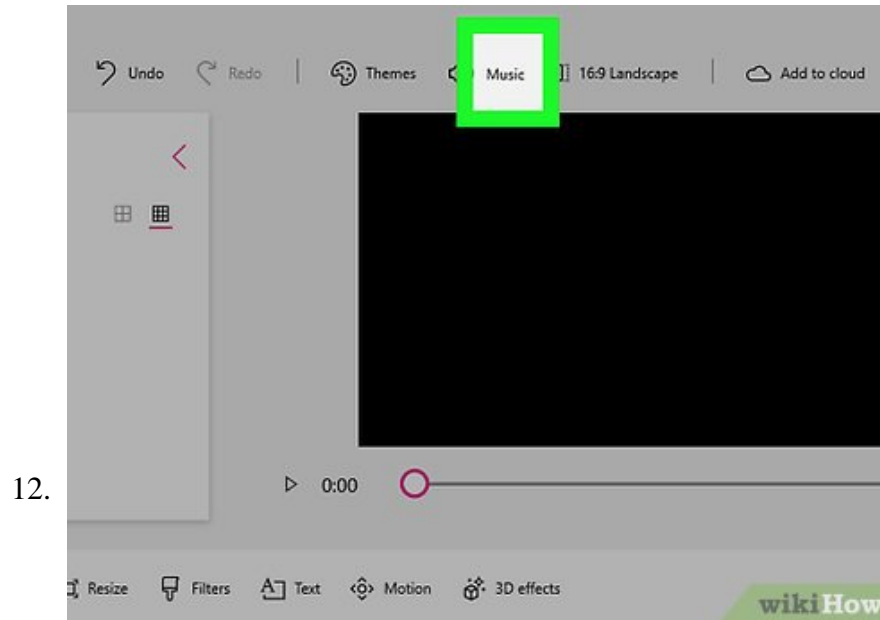 Undo Redo Themes Music 16:9 Landscape Add to cloud
12.
0:00
Resize Filters Text Motion 3D effects
wikiHow